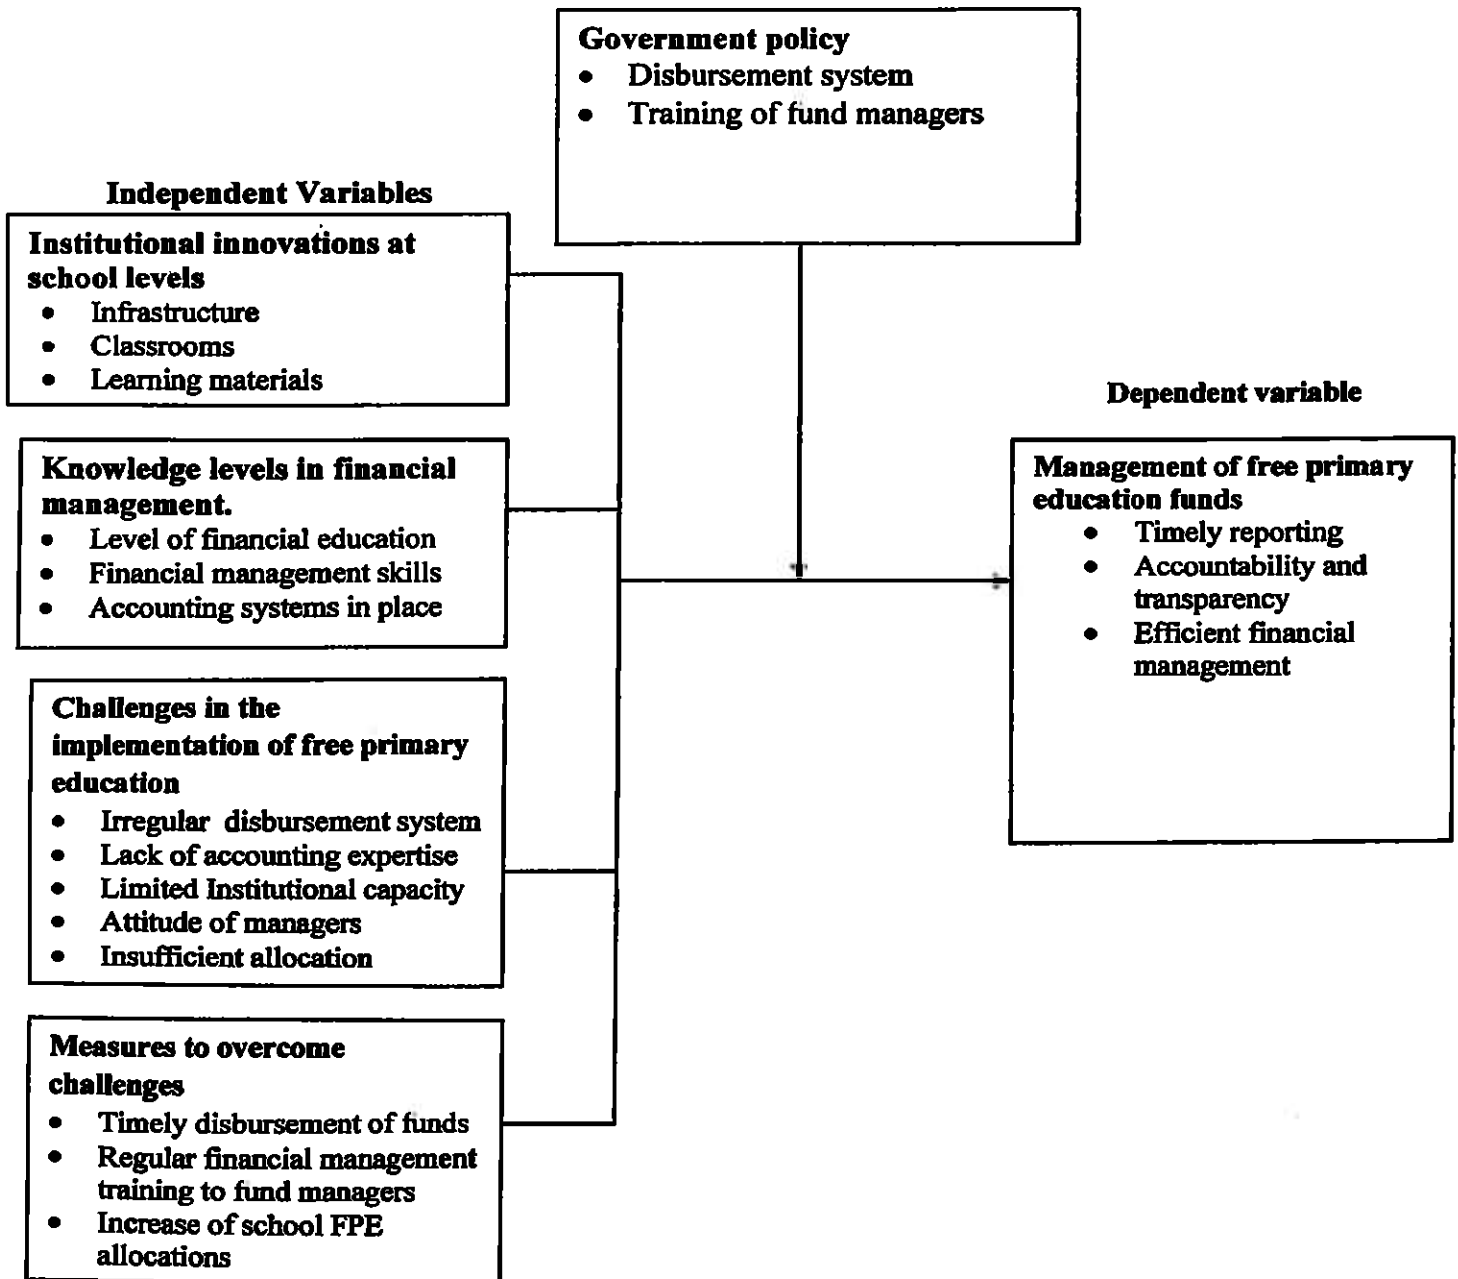 Government policy
• Disbursement system
• Training of fund managers
Independent Variables
Institutional innovations at
school levels
• Infrastructure
• Classrooms
• Learning materials
Knowledge levels in financial
management.
• Level of financial education
• Financial management skills
• Accounting systems in place
Challenges in the
implementation of free primary
education
• Irregular disbursement system
• Lack of accounting expertise
• Limited Institutional capacity
• Attitude of managers
• Insufficient allocation
Measures to overcome
challenges
• Timely disbursement of funds
• Regular financial management
training to fund managers
• Increase of school FPE
allocations
Dependent variable
Management of free primary
education funds
• Timely reporting
• Accountability and
transparency
• Efficient financial
management